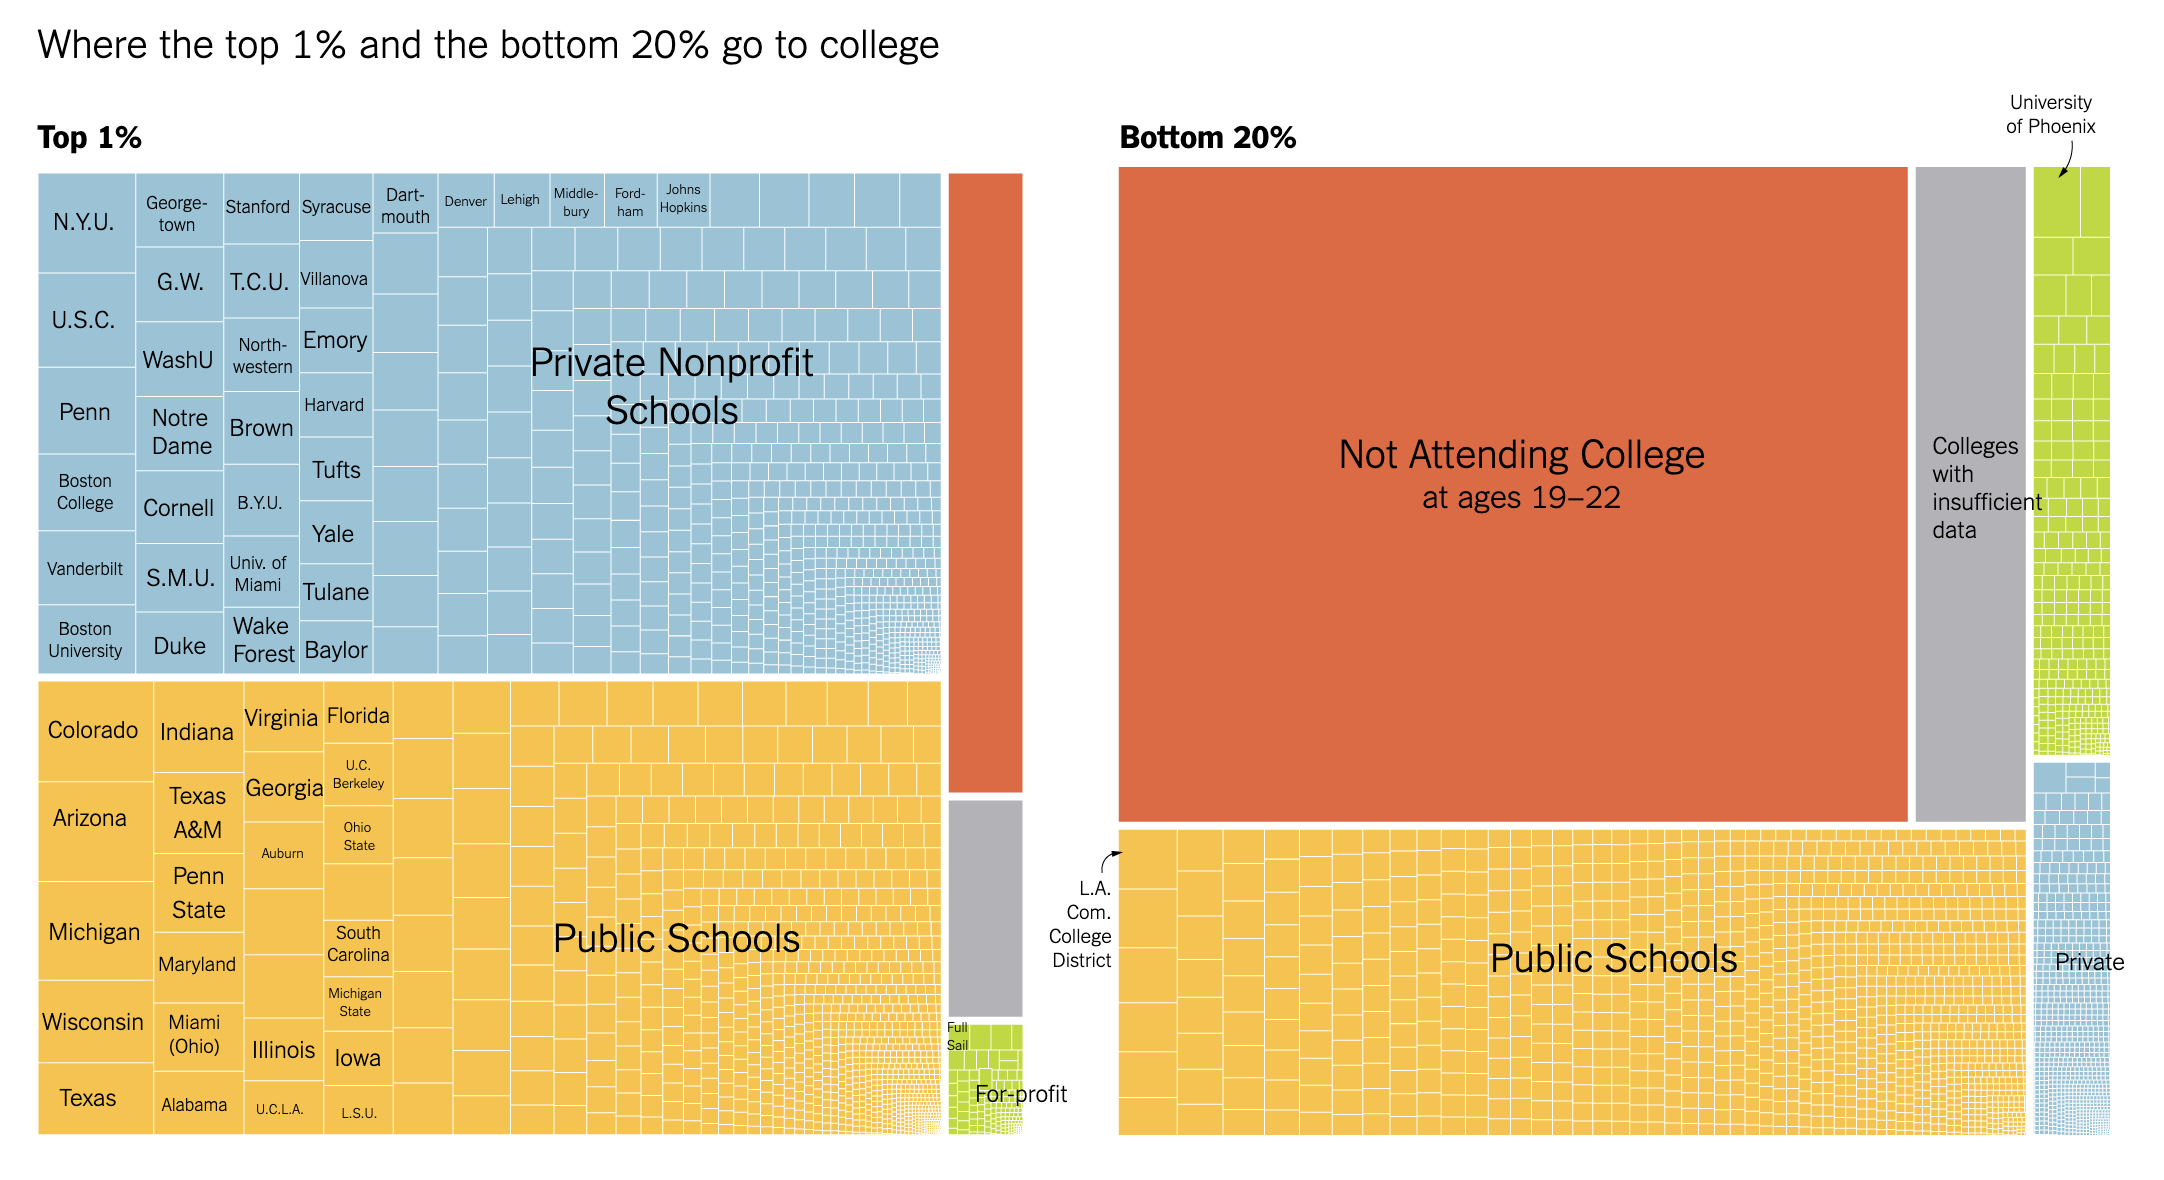 Where the top 1% and the bottom 20% go to college
Top 1%
N.Y.U.
U.S.C.
Penn
Boston
College
Vanderbilt
Boston
University
George-
town
G.W.
WashU
Notre
Dame
Cornell
S.M.U.
Duke
Stanford
T.C.U.
North-
western
Brown
B.Y.U.
Univ. of
Miami
Wake
Forest
Syracuse
Villanova
Emory
Harvard
Tufts
Yale
Tulane
Baylor
Dart-
mouth
Denver
Lehigh
Middle-
bury
Ford-
ham
Johns
Hopkins
Private Nonprofit
Schools
Colorado
Arizona
Michigan
Wisconsin
Texas
Indiana
Texas
A&M
Penn
State
Maryland
Miami
(Ohio)
Alabama
Virginia
Georgia
Auburn
Illinois
U.C.L.A.
Florida
U.C.
Berkeley
Ohio
State
South
Carolina
Michigan
State
Iowa
L.S.U.
Public Schools
Full
Sail
For-profit
Bottom 20%
University
of Phoenix
Not Attending College
at ages 19–22
Colleges
with
insufficient
data
L.A.
Com.
College
District
Public Schools
Private